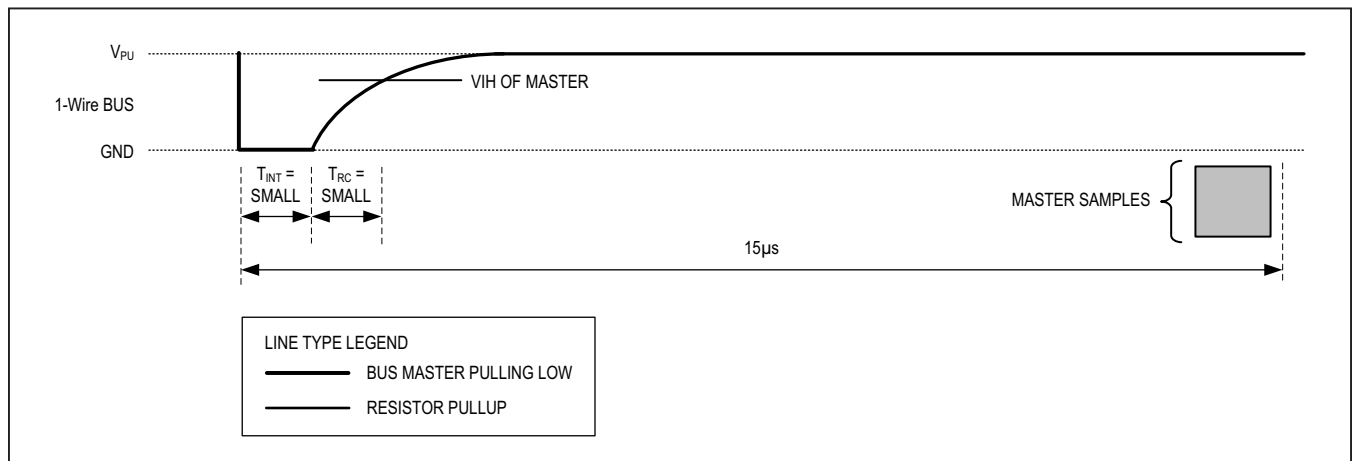 VPU
VIH OF MASTER
1-Wire BUS
GND
TINT =
SMALL
TRC =
SMALL
MASTER SAMPLES
15µs
LINE TYPE LEGEND
BUS MASTER PULLING LOW
RESISTOR PULLUP